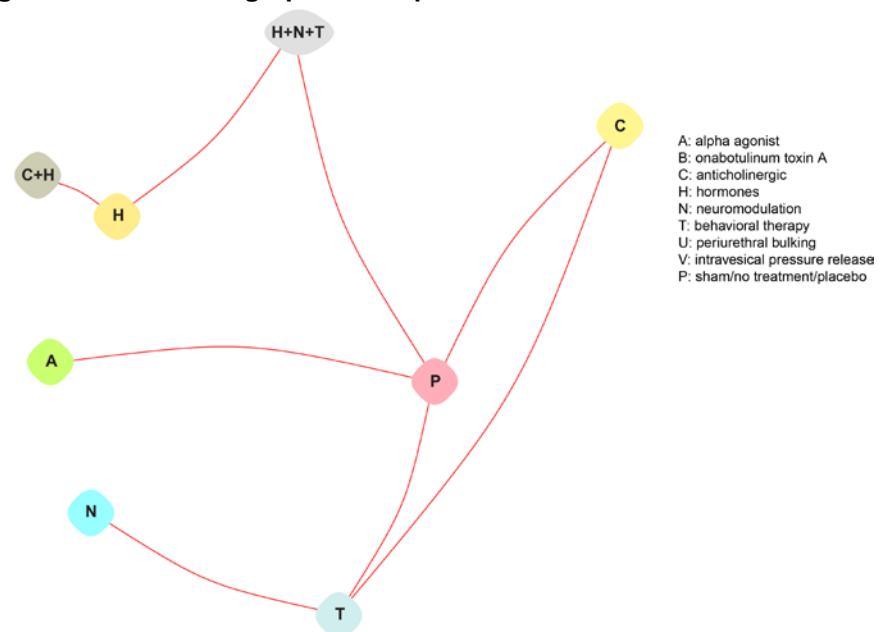 H+N+T
C
C+H
H
A
P
N
T
A: alpha agonist
B: onabotulinum toxin A
C: anticholinergic
H: hormones
N: neuromodulation
T: behavioral therapy
U: periurethral bulking
V: intravesical pressure release
P: sham/no treatment/placebo